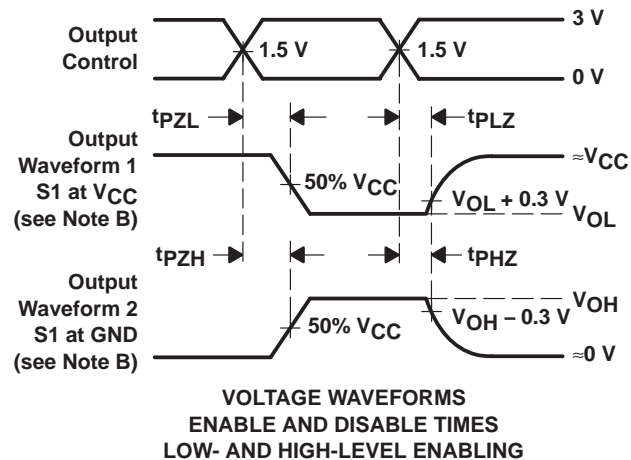 Output
Control
1.5 V
1.5 V
3 V
0 V
tPZL
tPLZ
Output
Waveform 1
S1 at VCC
(see Note B)
50% VCC
≈VCC
VOL + 0.3 V
VOL
tPZH
tPHZ
Output
Waveform 2
S1 at GND
(see Note B)
50% VCC
VOH
VOH – 0.3 V
≈0 V
VOLTAGE WAVEFORMS
ENABLE AND DISABLE TIMES
LOW- AND HIGH-LEVEL ENABLING